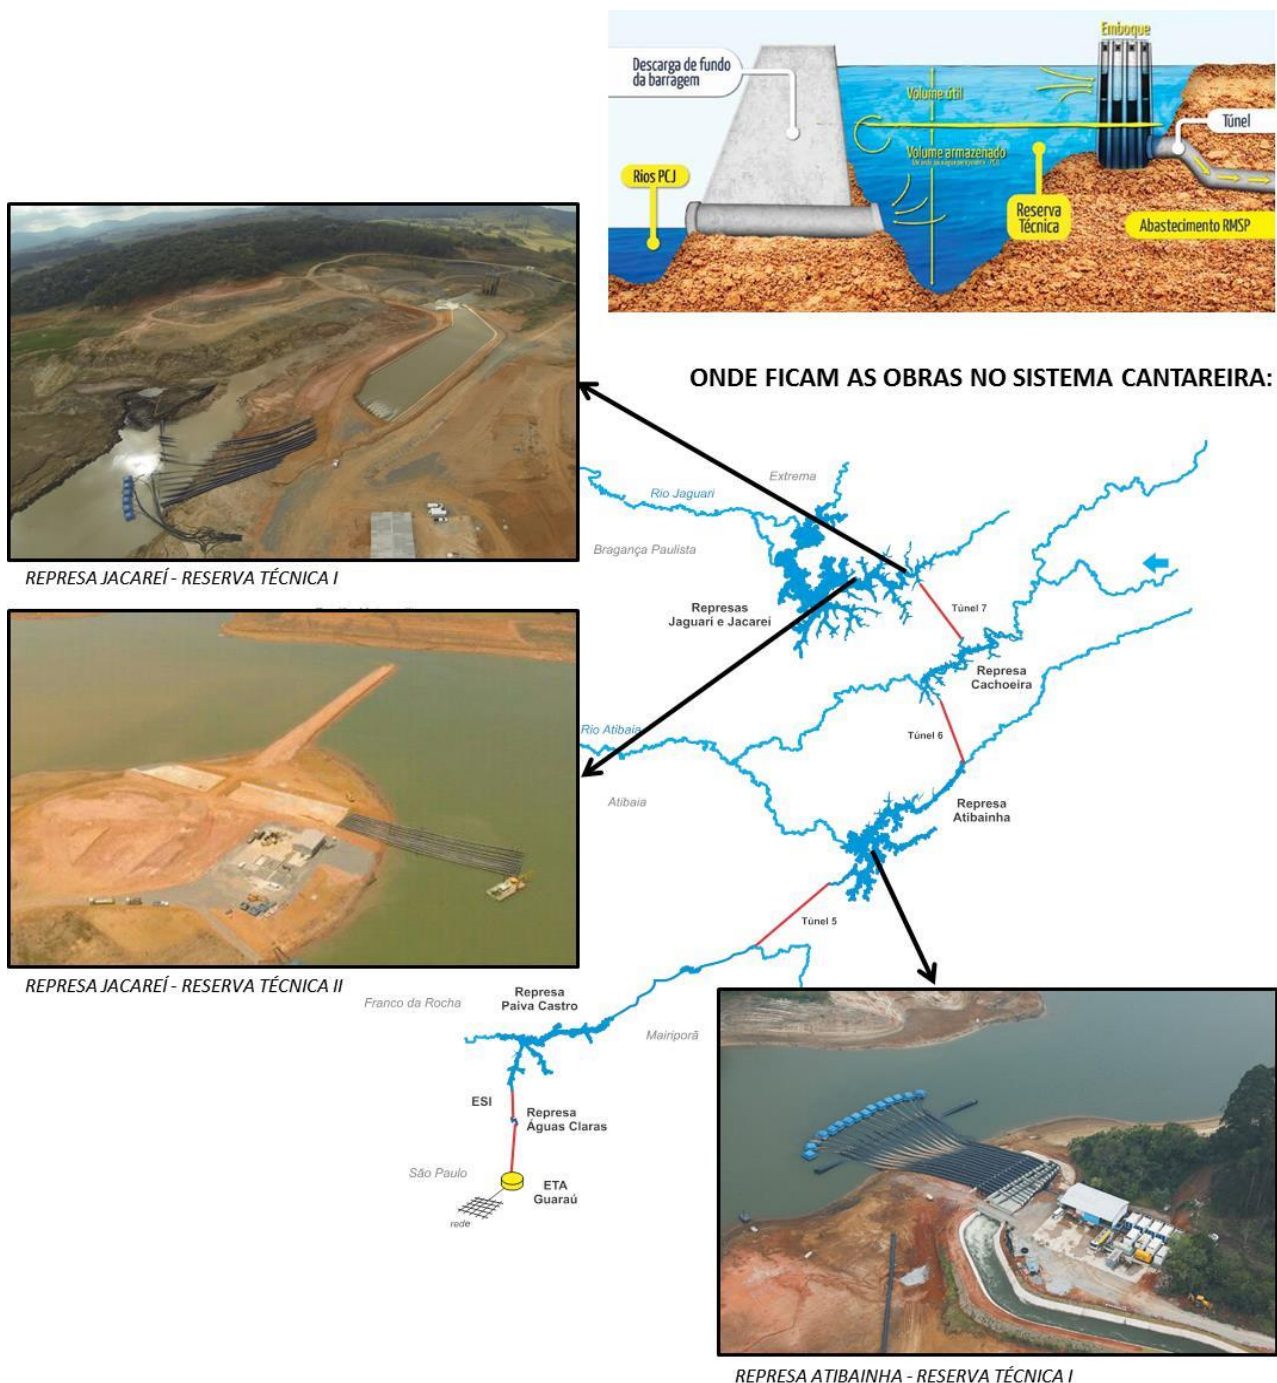 Emboque
Descarga de fundo
da barragem
Volume útil
Túnel
Volume armazenado
Rios PCJ
Reserva
Técnica
Abastecimento RMSP
ONDE FICAM AS OBRAS NO SISTEMA CANTAREIRA:
Extrema
Rio Jaguari
Bragança Paulista
REPRESA JACAREÍ - RESERVA TÉCNICA I
Represas
Jaguari e Jacareí
Túnel 7
Represa
Cachoeira
Rio Atibaia
Túnel 6
Atibaia
Represa
Atibainha
Túnel 5
REPRESA JACAREÍ - RESERVA TÉCNICA II
Franco da Rocha
Represa
Paiva Castro
Mairiporã
ESI
Represa
Águas Claras
São Paulo
ETA
Guaraú
rede
REPRESA ATIBAINHA - RESERVA TÉCNICA I